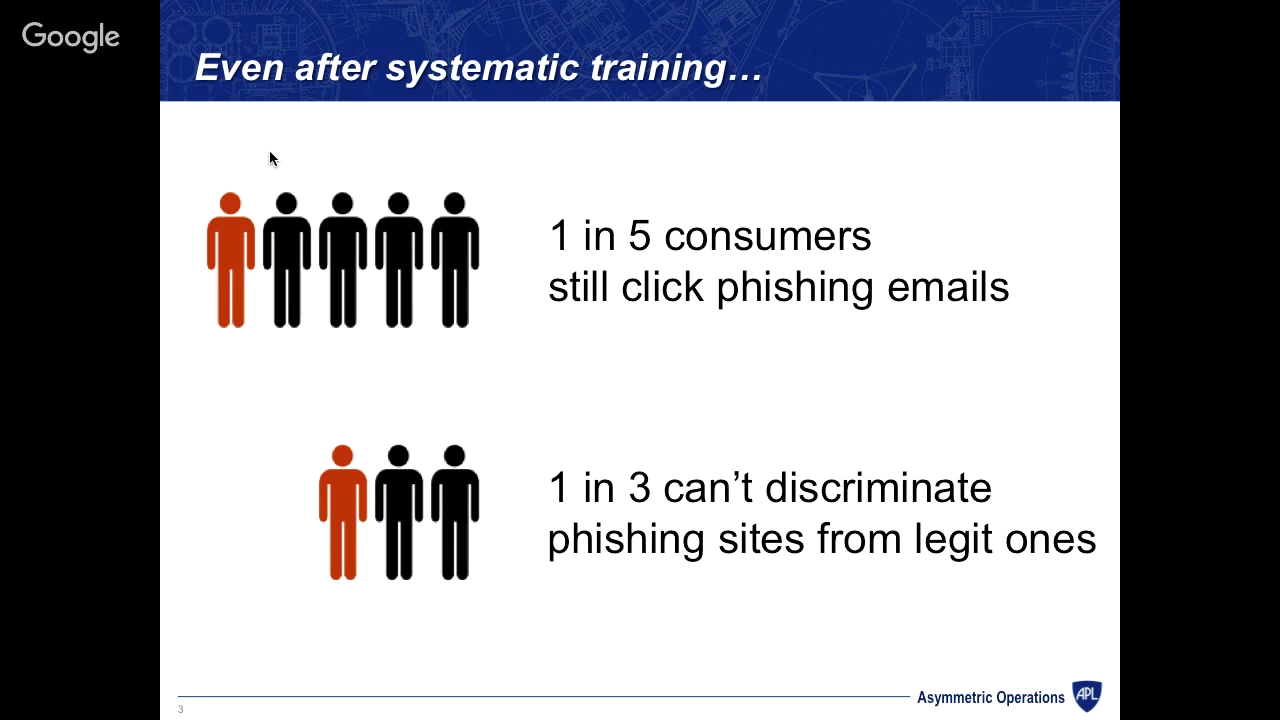 Google
Even after systematic training…
1 in 5 consumers
still click phishing emails
1 in 3 can’t discriminate
phishing sites from legit ones
Asymmetric Operations
APL
3